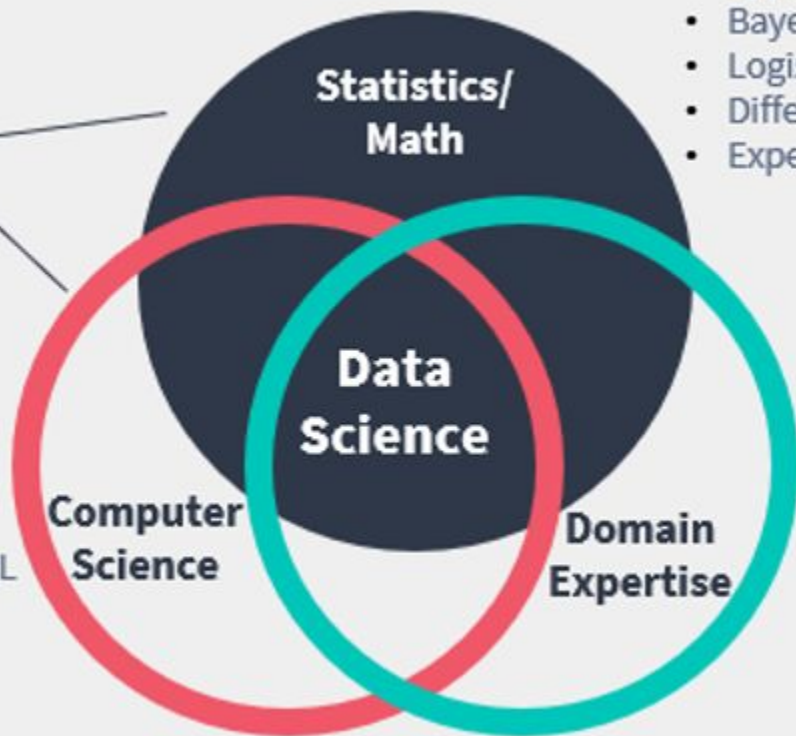 Statistics/
Math
Data
Science
Computer
Science
Domain
Expertise